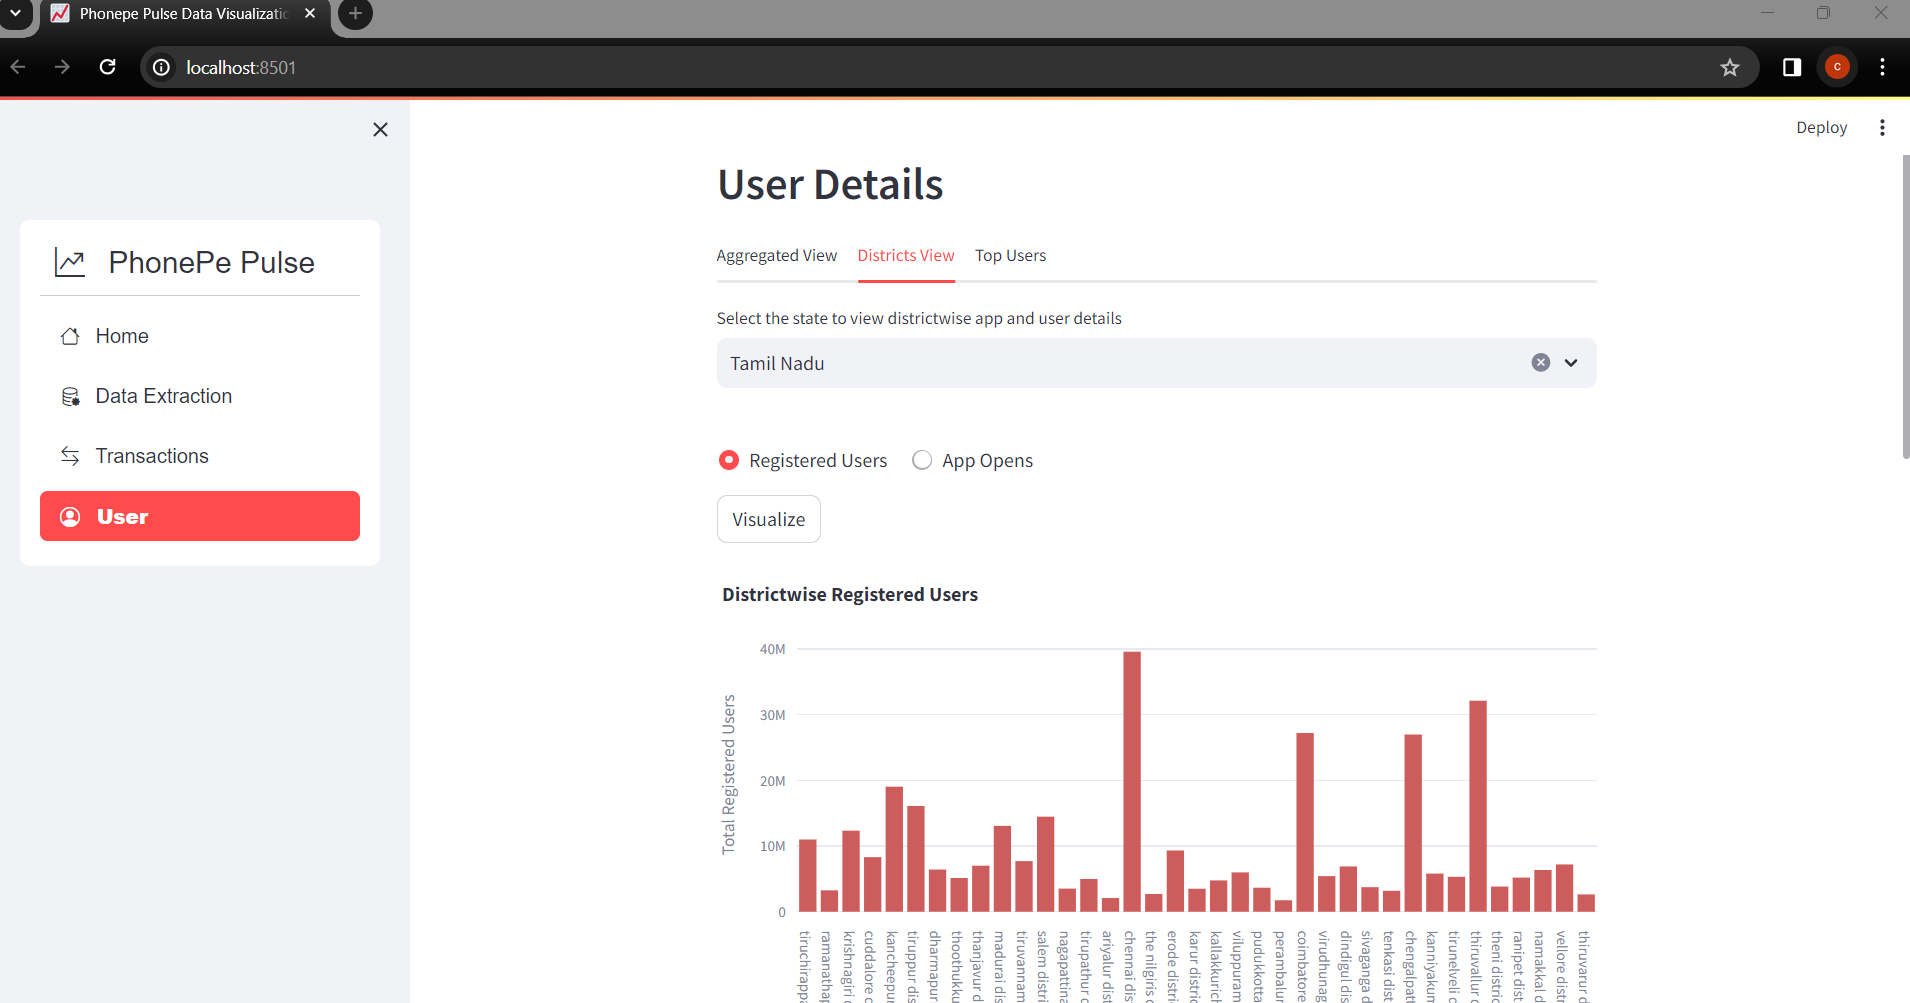 Phonepe Pulse Data Visualizatic
localhost:8501
c
Deploy
PhonePe Pulse
Home
Data Extraction
Transactions
User
User Details
Aggregated View Districts View Top Users
Select the state to view districtwise app and user details
Tamil Nadu
Registered Users App Opens
Visualize
Districtwise Registered Users
Total Registered Users
40M
30M
20M
10M
0
tiruchirappa
ramanathap
krishnagiri
cuddalore
kancheepur
tiruppur dis
dharmapur
thoothukku
thanjavur d
madurai dis
tiruvannam
salem distri
nagapattina
tirupathur
ariyalur dist
chennai dis
the nilgiris
erode distri
karur distric
kallakkurich
viluppuram
pudukkotta
perambalur
coimbatore
virudhunag
dindigul dis
sivaganga d
tenkasi dist
chengalpatt
kanniyakum
tirunelveli
thiruvallur
theni distric
ranipet dist
namakkal d
vellore distr
thiruvarur d